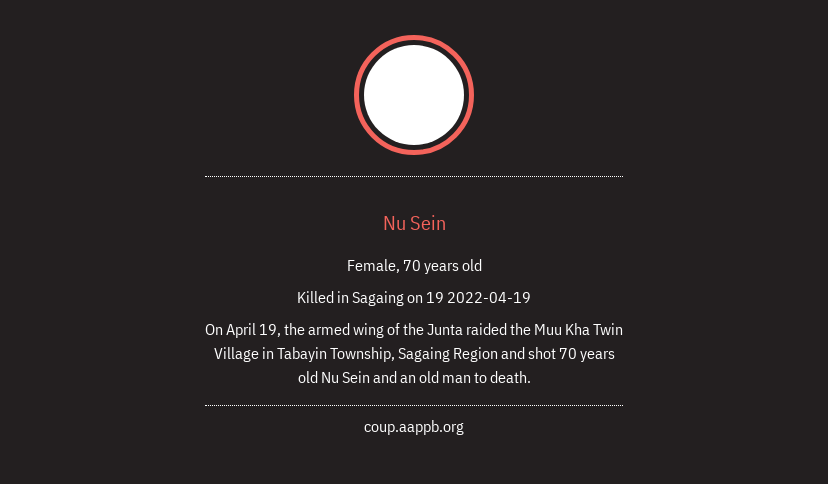 Nu Sein
Female, 70 years old
Killed in Sagaing on 19 2022-04-19
On April 19, the armed wing of the Junta raided the Muu Kha Twin
Village in Tabayin Township, Sagaing Region and shot 70 years
old Nu Sein and an old man to death.
coup.aappb.org